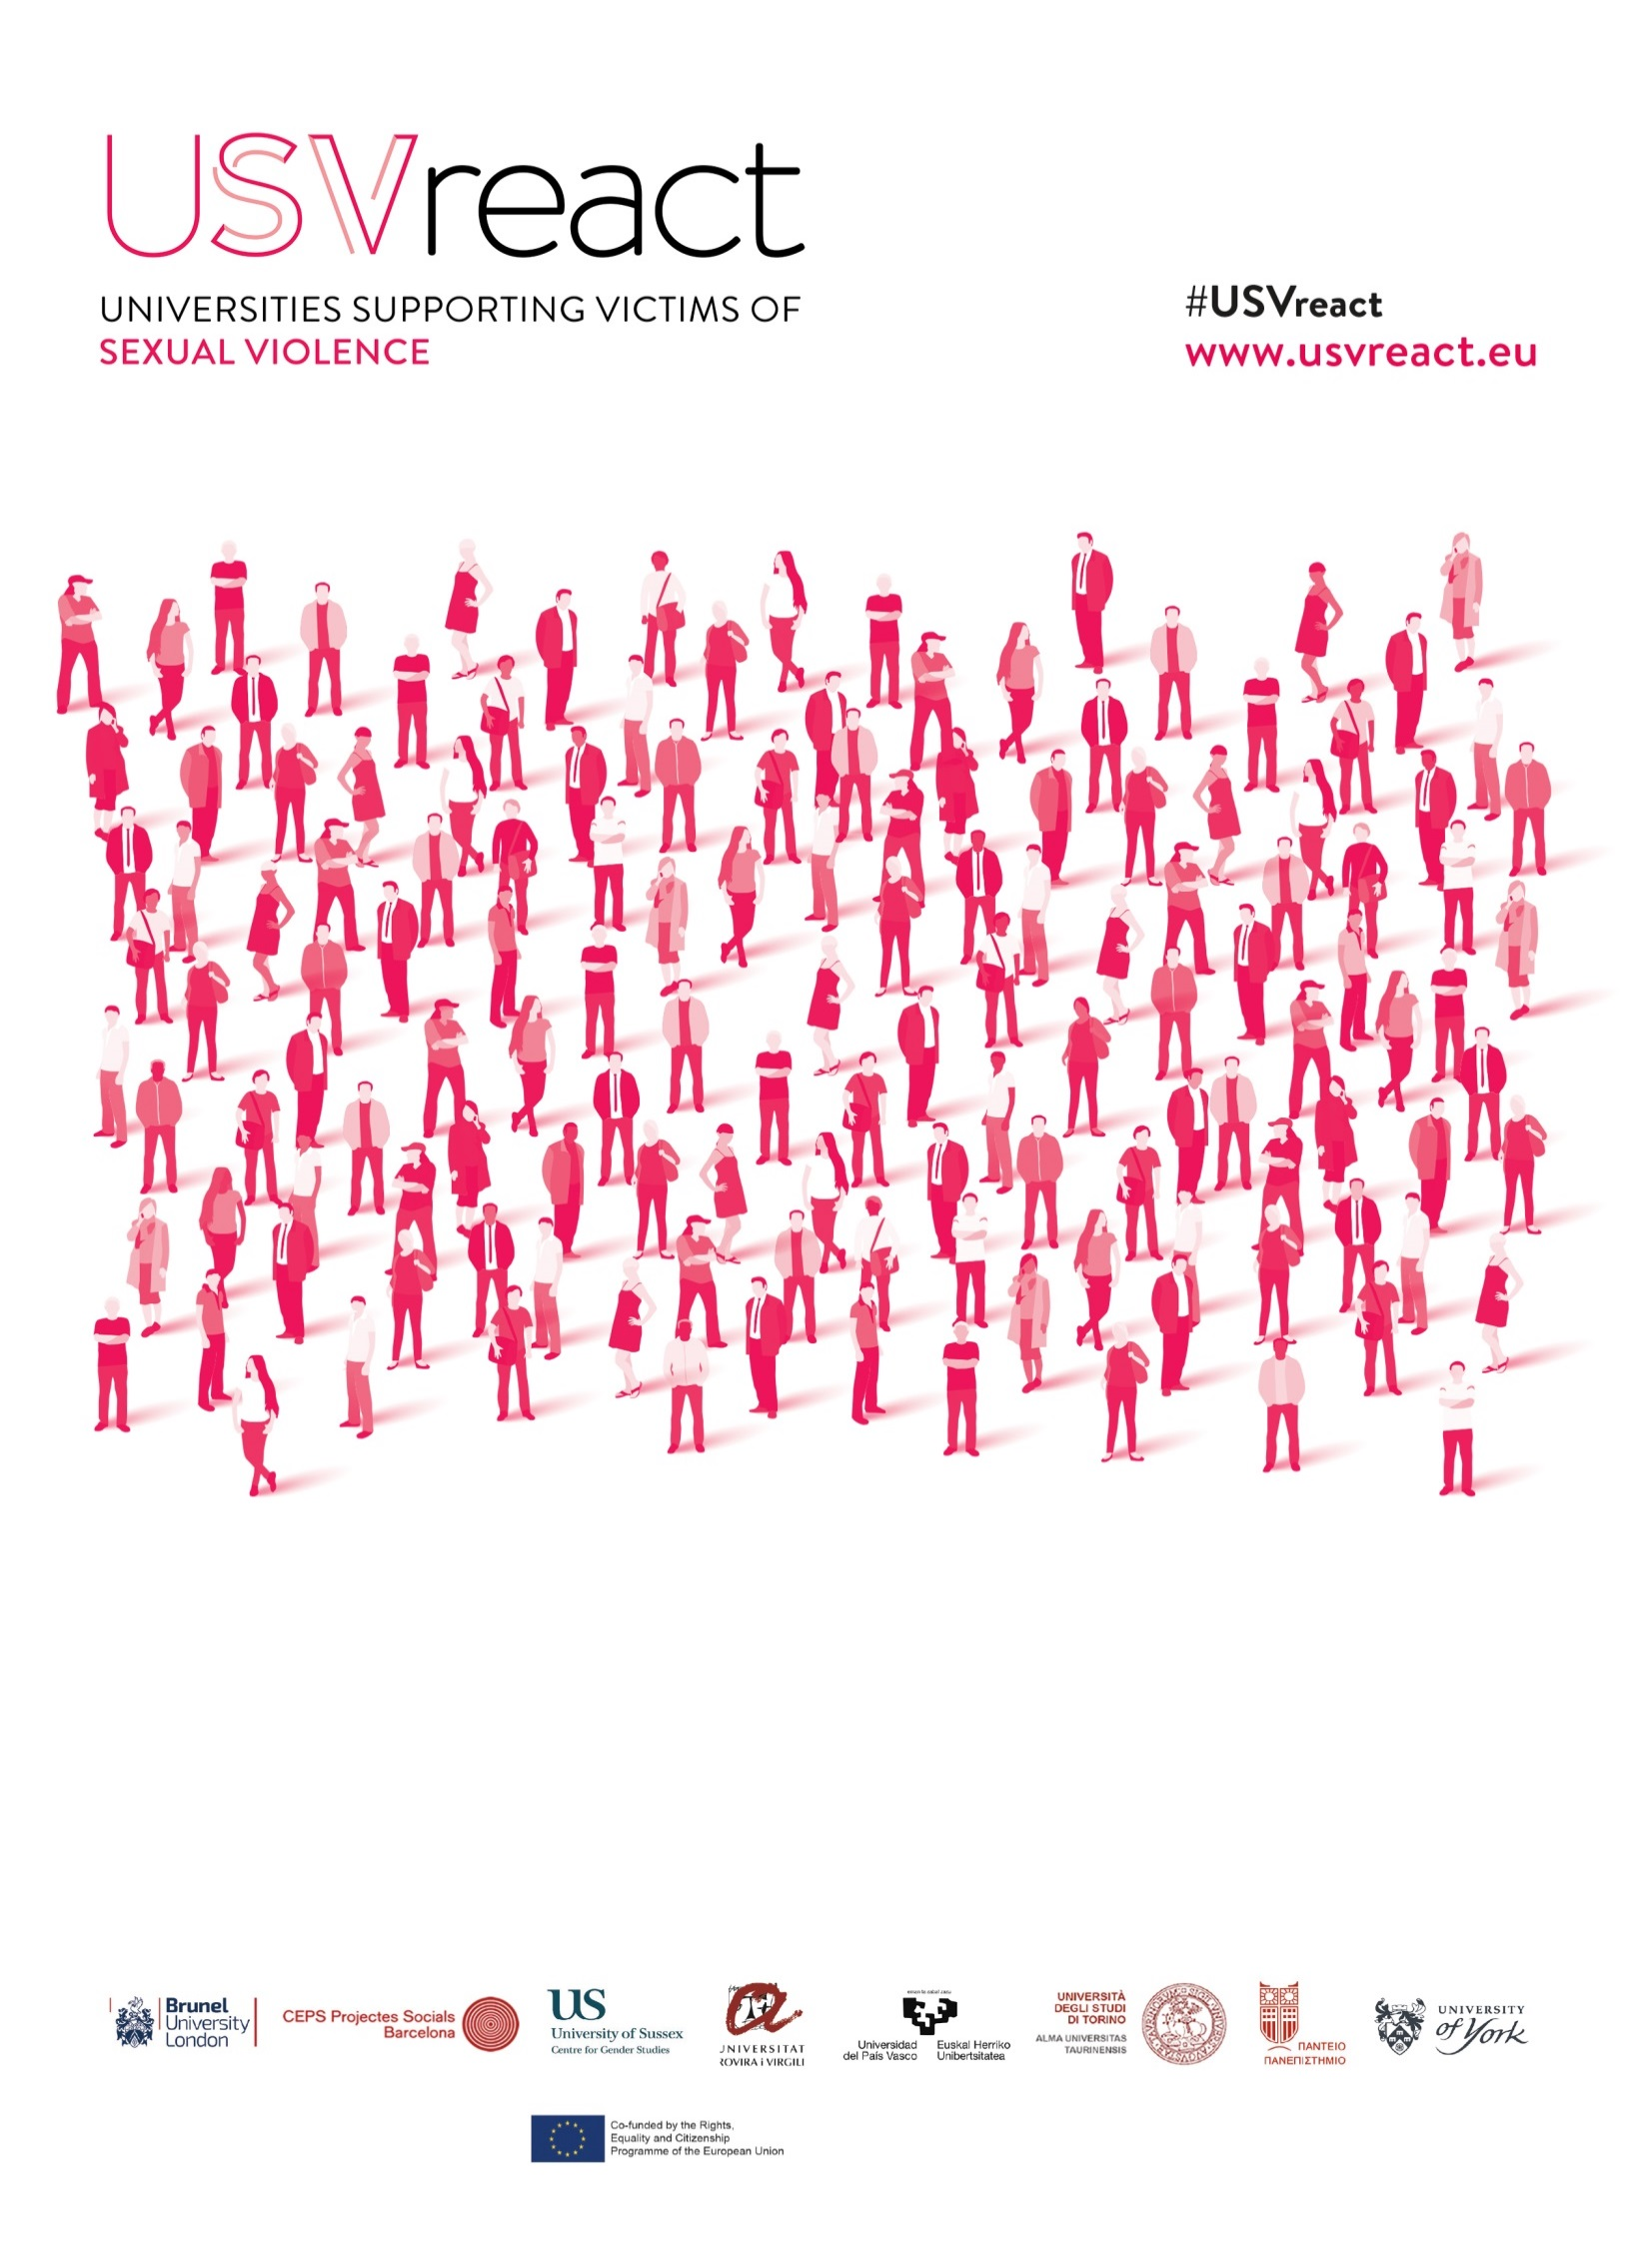 USVreact
UNIVERSITIES SUPPORTING VICTIMS OF
SEXUAL VIOLENCE
#USVreact
www.usvreact.eu
Brunel
University
London
CEPS Projectes Socials
Barcelona
US
University of Sussex
Centre for Gender Studies
UNIVERSITAT
ROVIRA i VIRGILI
Universidad
del País Vasco
Euskal Herriko
Unibertsitatea
UNIVERSITÀ
DEGLI STUDI
DI TORINO
ALMA UNIVERSITAS
TAURINENSIS
ΠΑΝΤΕΙΟ
ΠΑΝΕΠΙΣΤΗΜΙΟ
UNIVERSITY
of York
Co-funded by the Rights,
Equality and Citizenship
Programme of the European Union